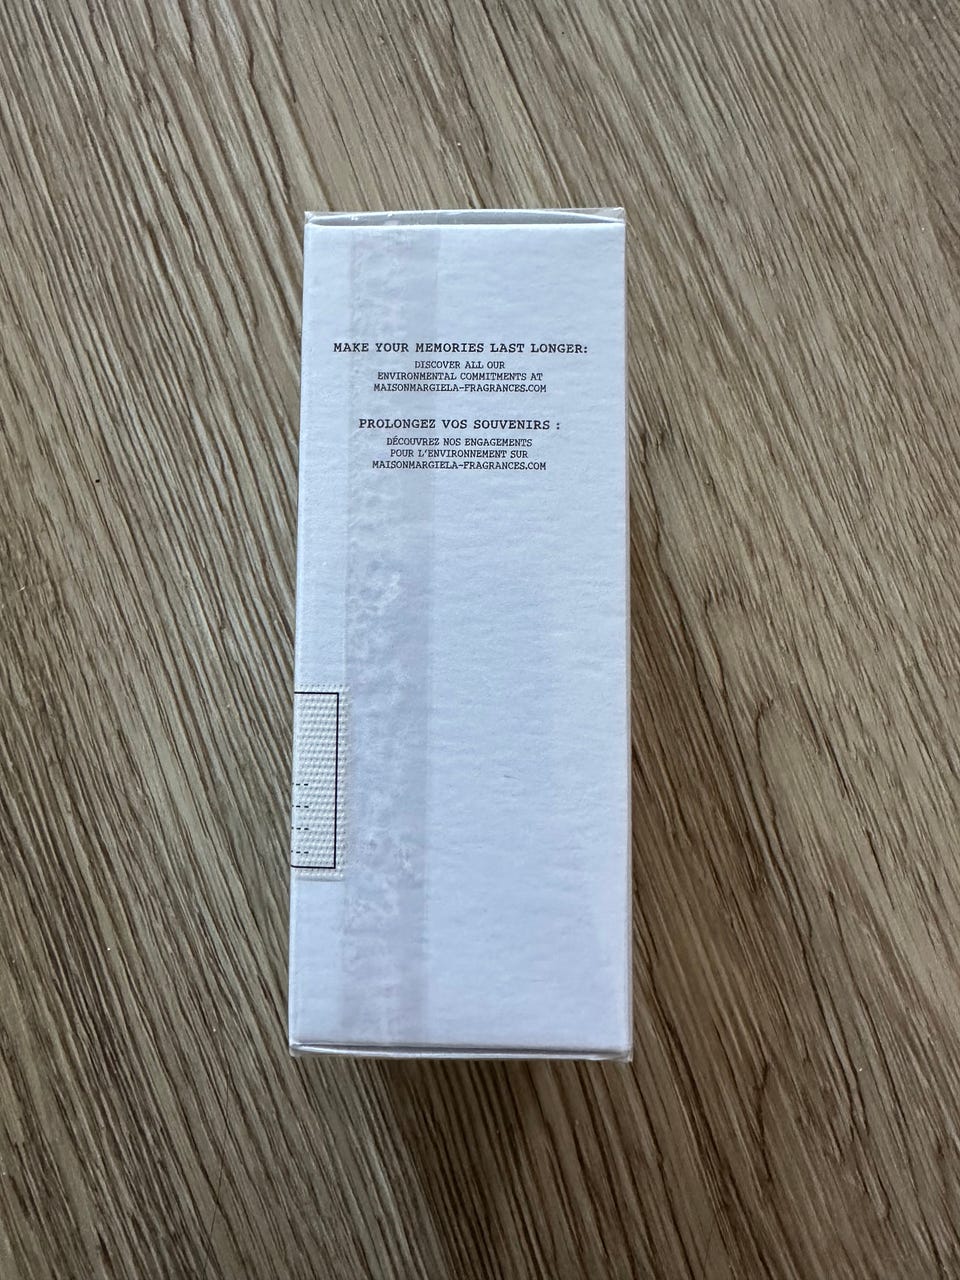 MAKE YOUR MEMORIES LAST LONGER:
DISCOVER ALL OUR
ENVIRONMENTAL COMMITMENTS AT
MAISONMARGIELA-FRAGRANCES.COM
PROLONGEZ VOS SOUVENIRS :
DÉCOUVREZ NOS ENGAGEMENTS
POUR L'ENVIRONNEMENT SUR
MAISONMARGIELA-FRAGRANCES.COM